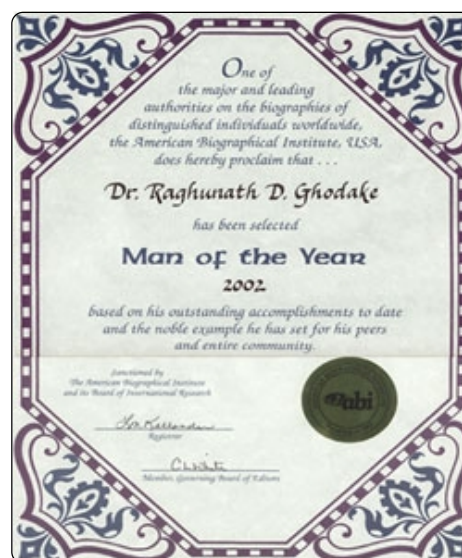 One of
the major and leading
authorities on the biographies of
distinguished individuals worldwide,
the American Biographical Institute, USA,
does hereby proclaim that . . .
Dr. Raghunath D. Ghodake
has been selected
Man of the Year
2002
based on his outstanding accomplishments to date
and the noble example he has set for his peers
and entire community.
Sanctioned by
The American Biographical Institute
and its Board of International Research
Registrar
Member, Governing Board of Editors
abi